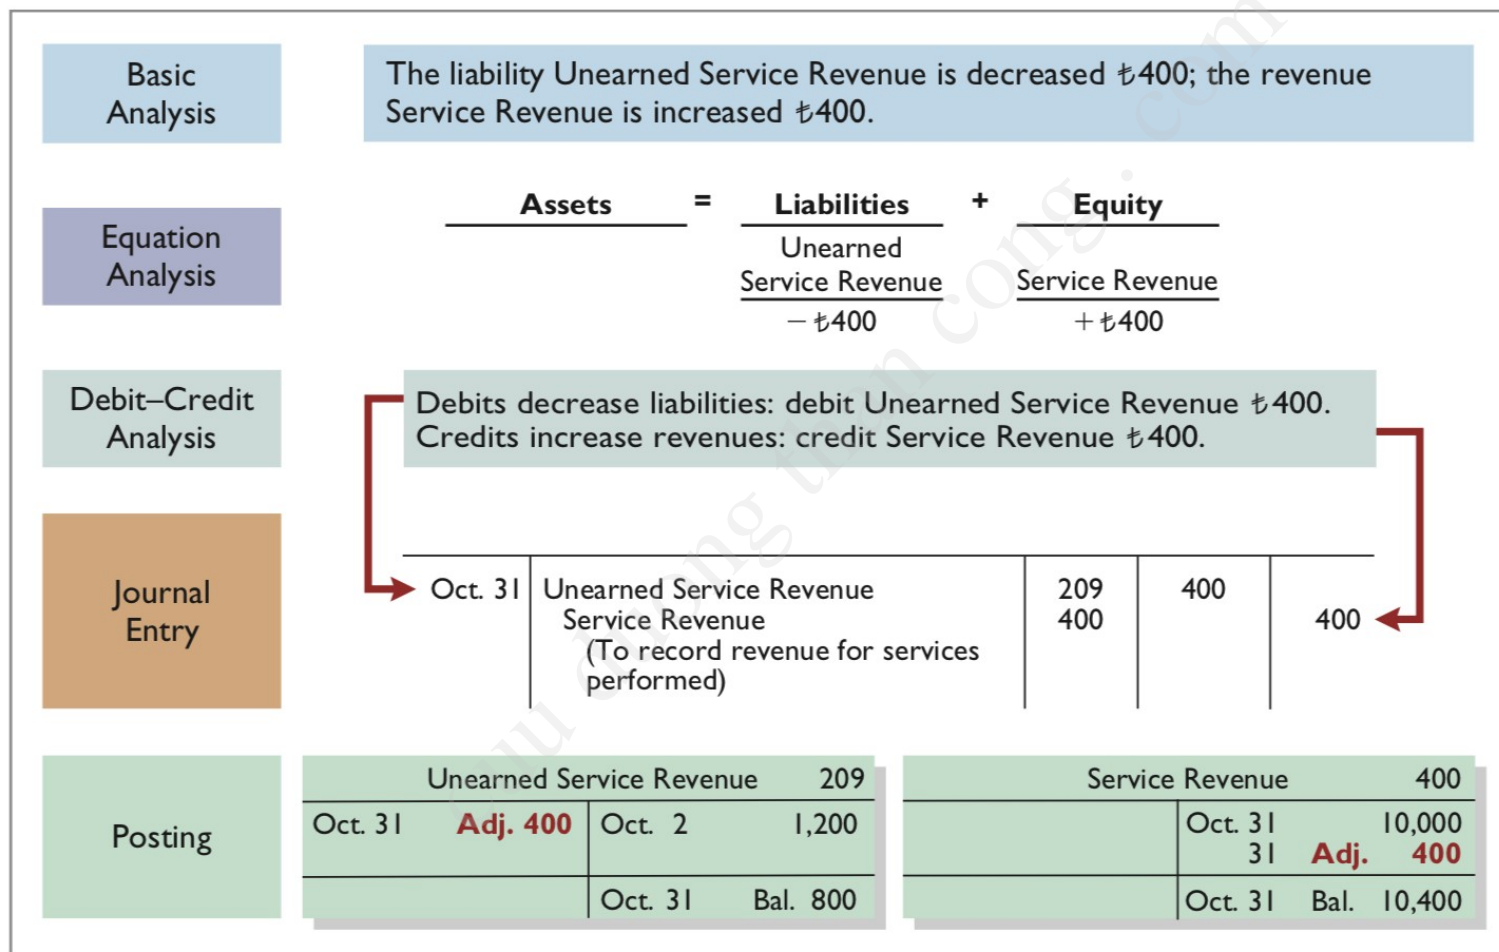 Basic
Analysis
The liability Unearned Service Revenue is decreased ₺400; the revenue
Service Revenue is increased ₺400.
Equation
Analysis
Assets = Liabilities + Equity
Unearned
Service Revenue Service Revenue
− ₺400 + ₺400
Debit–Credit
Analysis
Debits decrease liabilities: debit Unearned Service Revenue ₺400.
Credits increase revenues: credit Service Revenue ₺400.
Journal
Entry
Oct. 31 Unearned Service Revenue 209 400
Service Revenue 400 400
(To record revenue for services
performed)
Posting
Unearned Service Revenue 209
Oct. 31 Adj. 400 Oct. 2 1,200
Oct. 31 Bal. 800
Service Revenue 400
Oct. 31 10,000
31 Adj. 400
Oct. 31 Bal. 10,400
cuu duong than cong . com